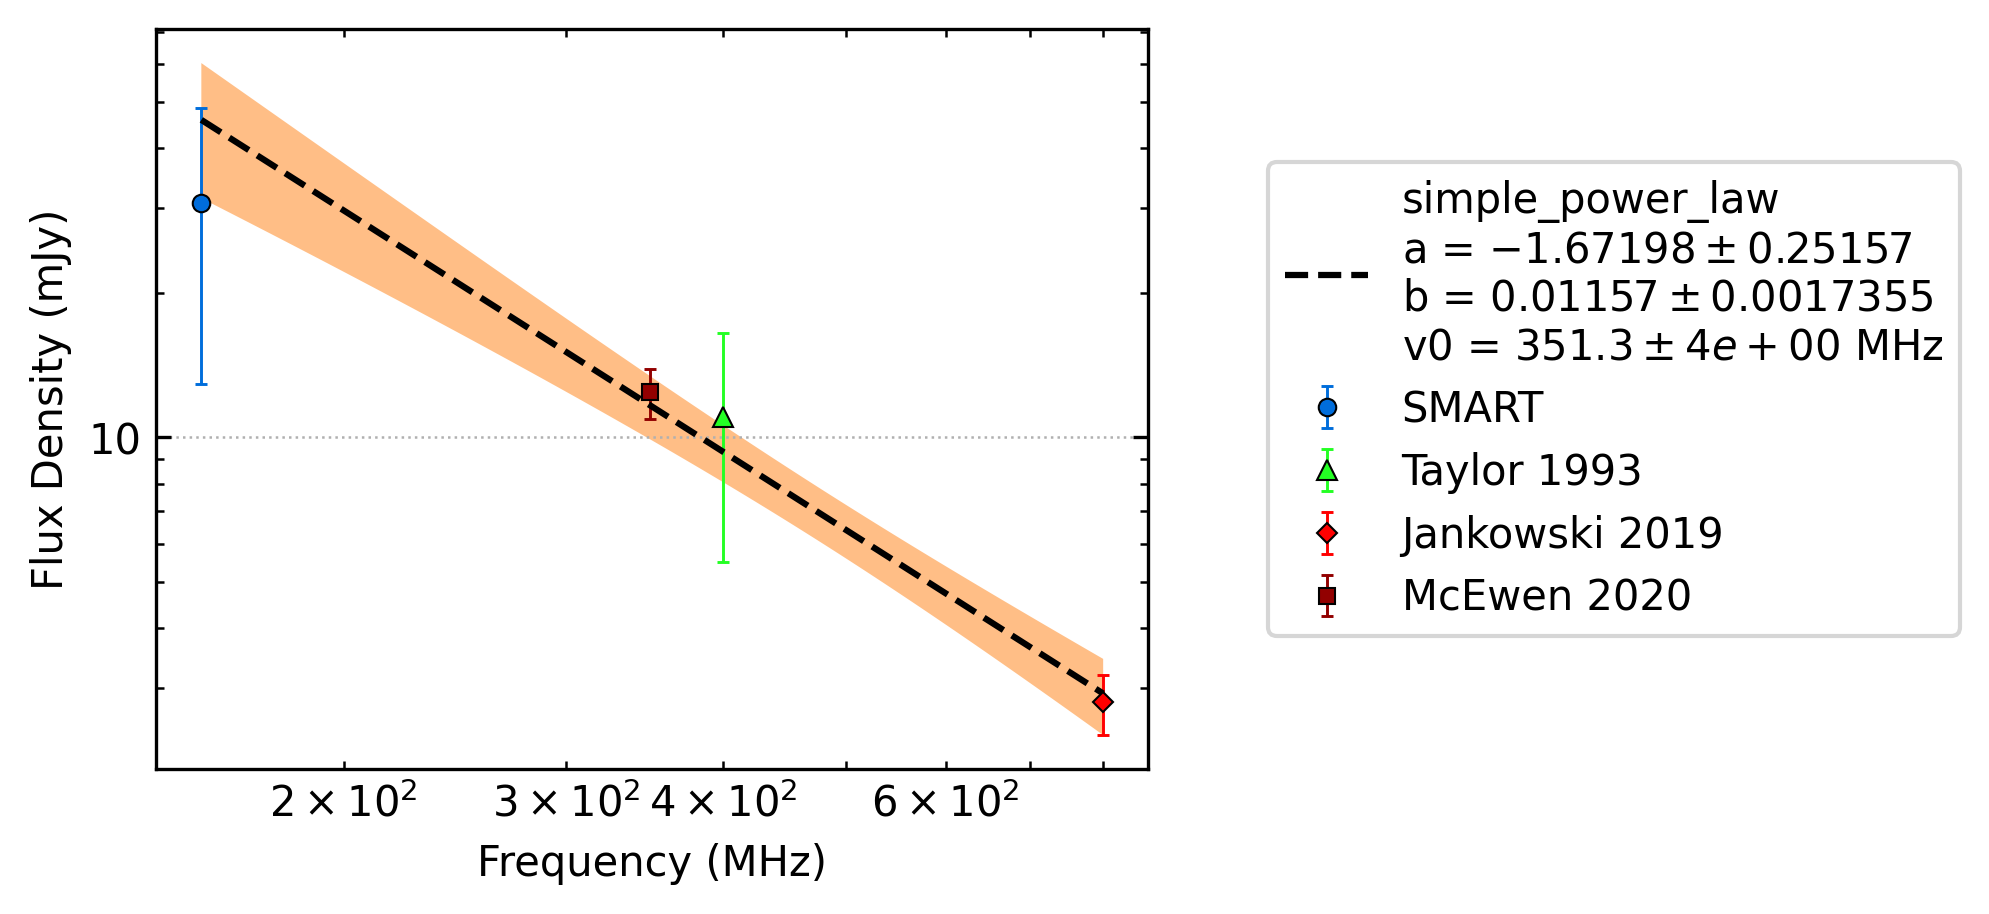 Flux Density (mJy)
10
2 × 10²
3 × 10²
4 × 10²
6 × 10²
Frequency (MHz)
simple_power_law
a = −1.67198 ± 0.25157
b = 0.01157 ± 0.0017355
v0 = 351.3 ± 4e + 00 MHz
SMART
Taylor 1993
Jankowski 2019
McEwen 2020